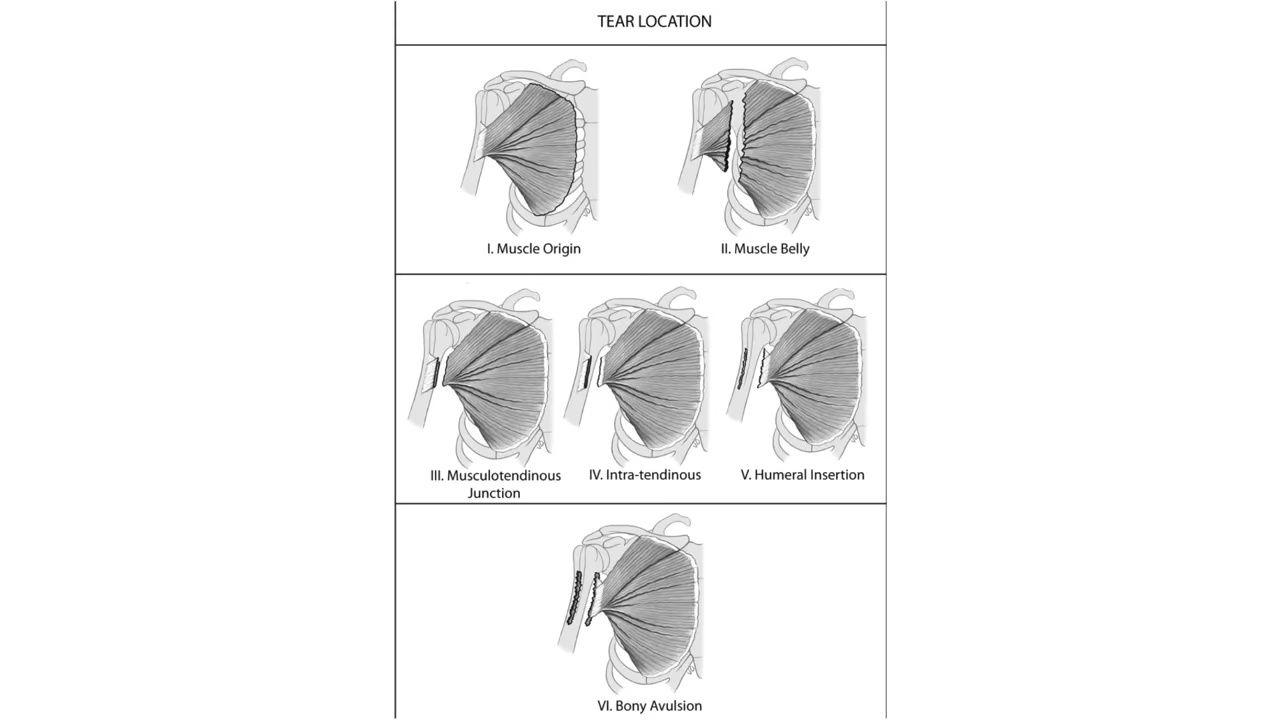 TEAR LOCATION
I. Muscle Origin
II. Muscle Belly
III. Musculotendinous
Junction
IV. Intra-tendinous
V. Humeral Insertion
VI. Bony Avulsion